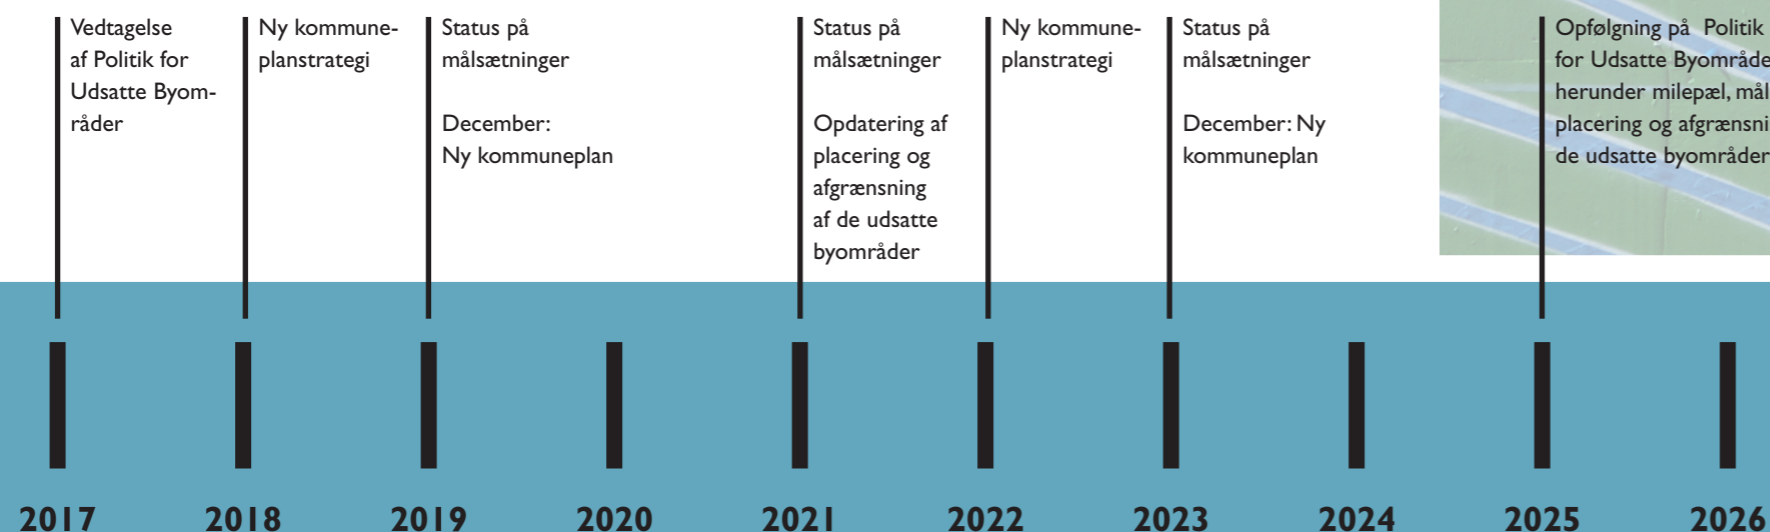 Vedtagelse
af Politik for
Udsatte Byom-
råder
Ny kommune-
planstrategi
Status på
målsætninger
December:
Ny kommuneplan
Status på
målsætninger
Opdatering af
placering og
afgrænsning
af de udsatte
byområder
Ny kommune-
planstrategi
Status på
målsætninger
December: Ny
kommuneplan
Opfølgning på Politik
for Udsatte Byområde
herunder milepæl, mål
placering og afgrænsni
de udsatte byområder
2017
2018
2019
2020
2021
2022
2023
2024
2025
2026